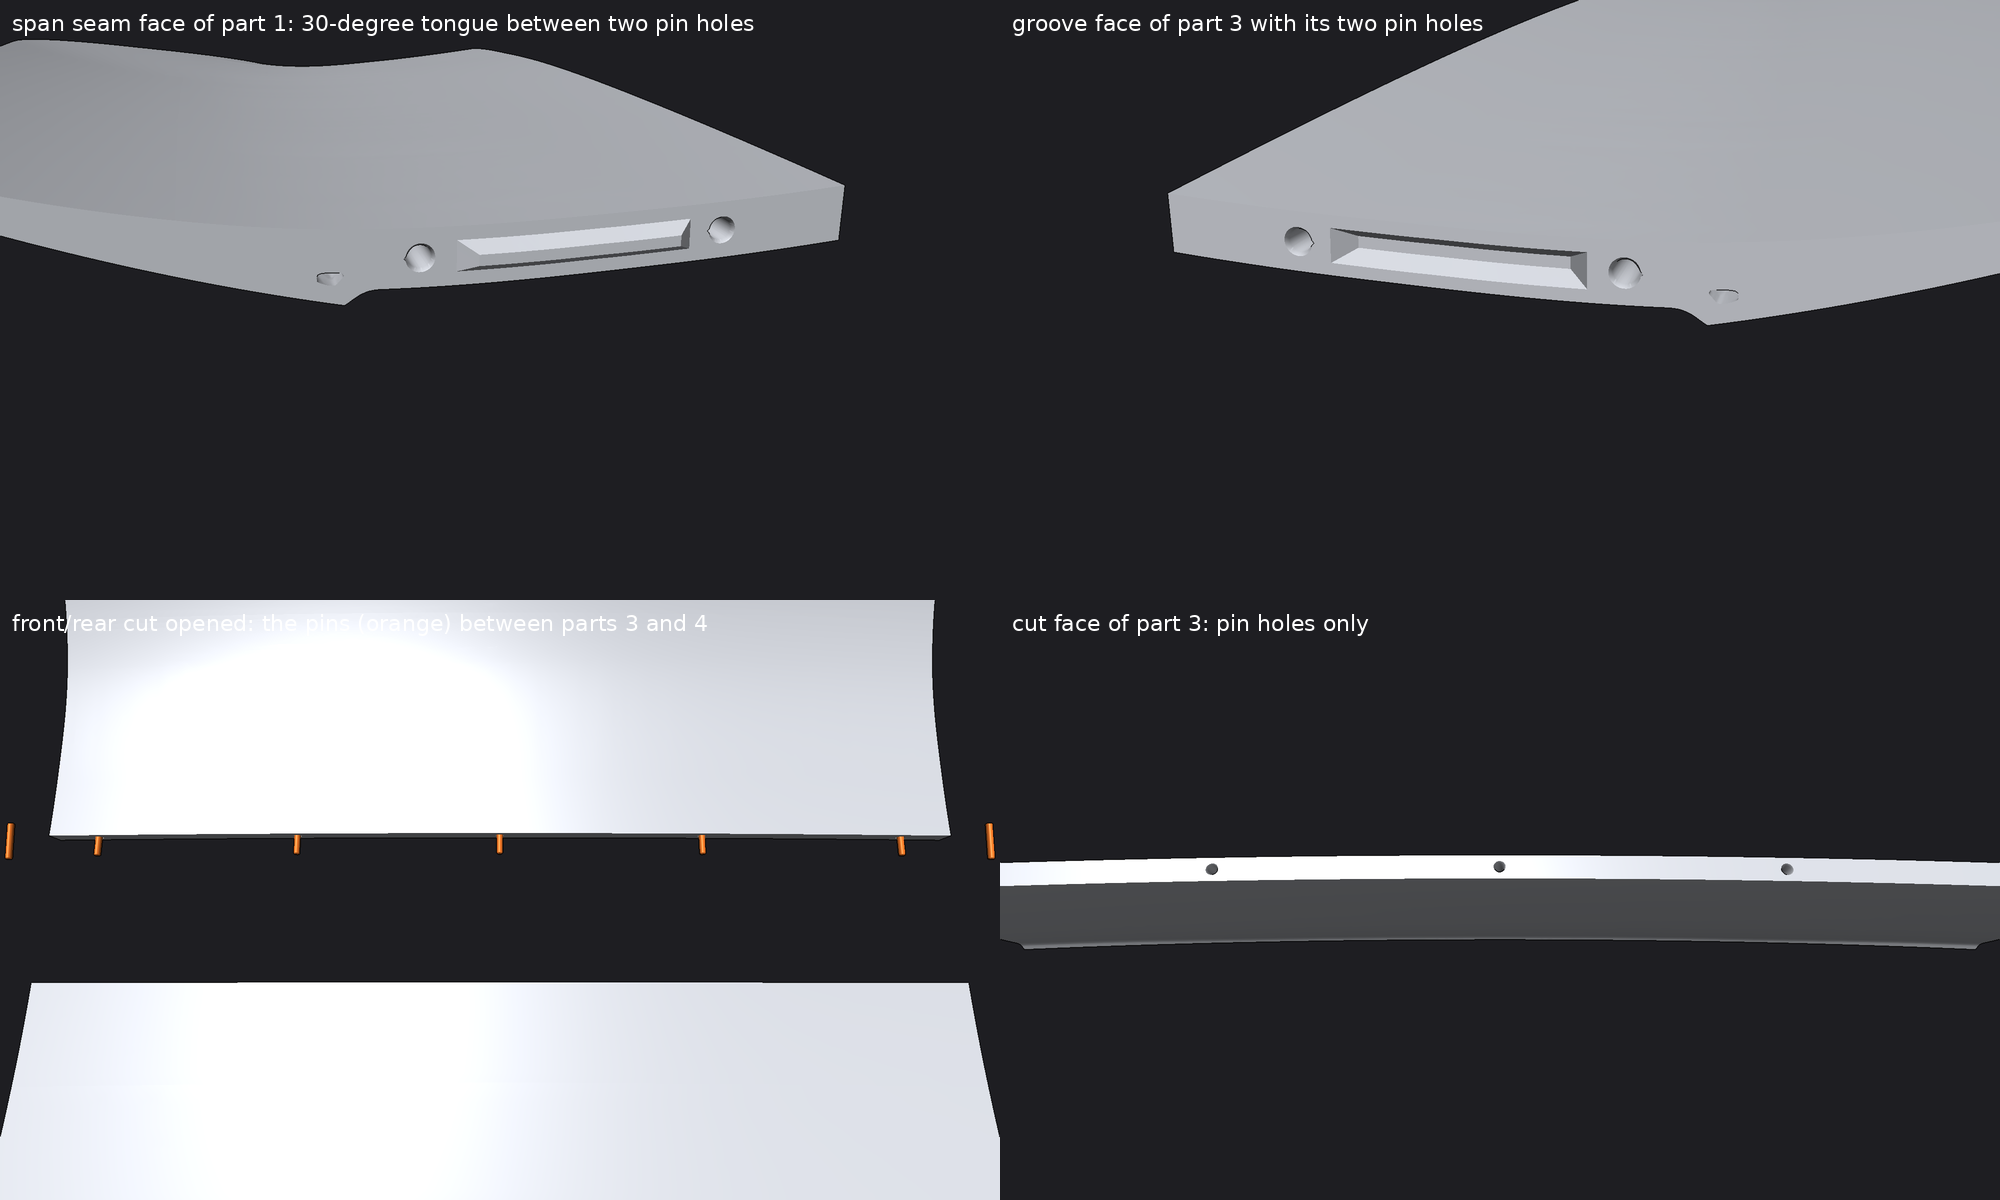 span seam face of part 1: 30-degree tongue between two pin holes
groove face of part 3 with its two pin holes
front/rear cut opened: the pins (orange) between parts 3 and 4
cut face of part 3: pin holes only